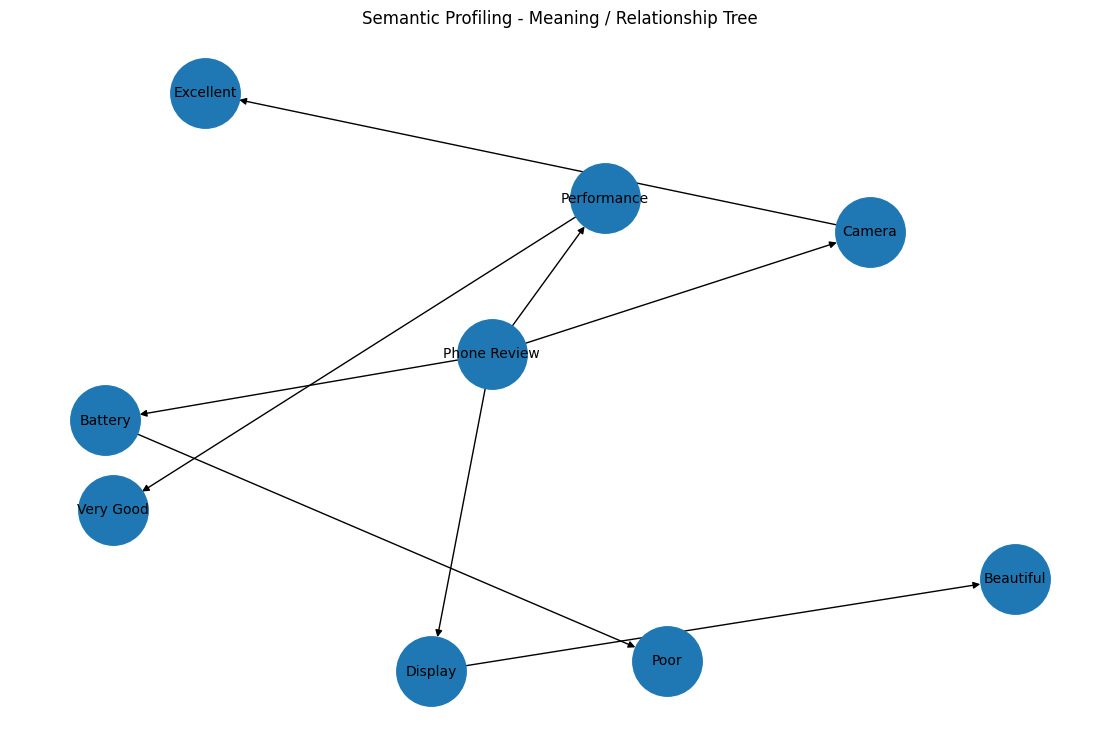 Semantic Profiling - Meaning / Relationship Tree
Excellent
Performance
Camera
Phone Review
Battery
Very Good
Beautiful
Poor
Display